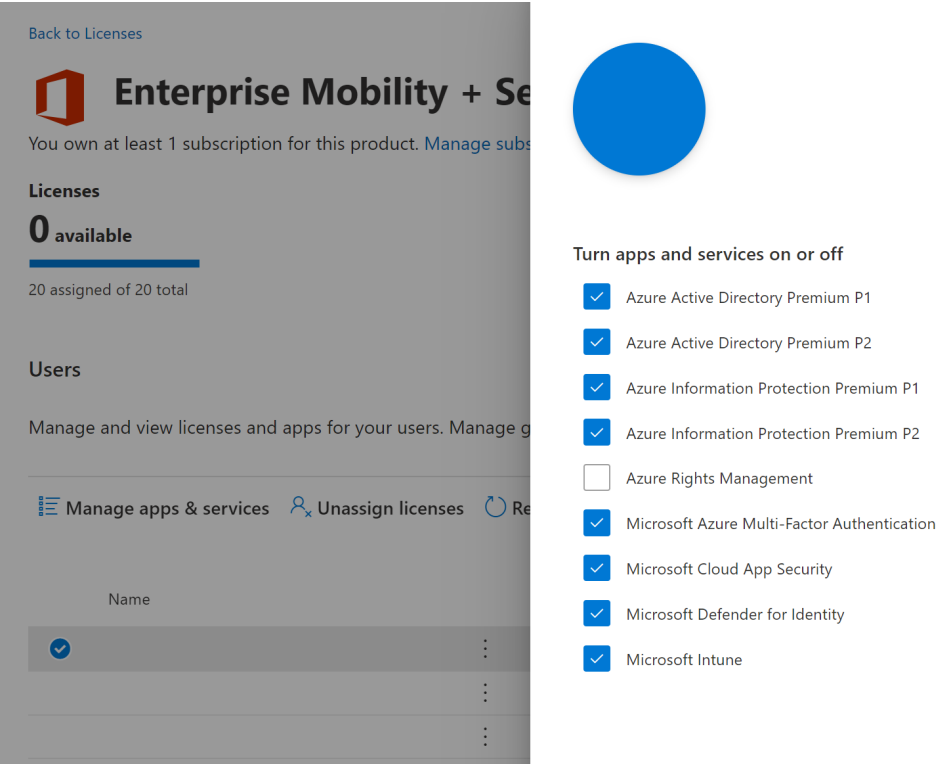 Back to Licenses
Enterprise Mobility + Se
You own at least 1 subscription for this product. Manage subs
Licenses
0 available
20 assigned of 20 total
Users
Manage and view licenses and apps for your users. Manage g
Manage apps & services Unassign licenses Re
Name
Turn apps and services on or off
Azure Active Directory Premium P1
Azure Active Directory Premium P2
Azure Information Protection Premium P1
Azure Information Protection Premium P2
Azure Rights Management
Microsoft Azure Multi-Factor Authentication
Microsoft Cloud App Security
Microsoft Defender for Identity
Microsoft Intune